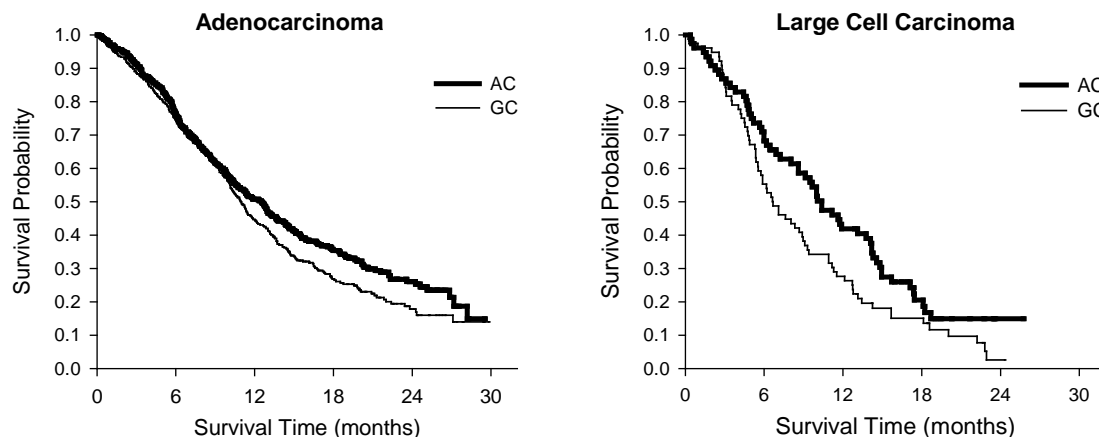 Adenocarcinoma
1.0
0.9
0.8
0.7
0.6
0.5
0.4
0.3
0.2
0.1
0.0
Survival Probability
AC
GC
0 6 12 18 24 30
Survival Time (months)
Large Cell Carcinoma
1.0
0.9
0.8
0.7
0.6
0.5
0.4
0.3
0.2
0.1
0.0
Survival Probability
AC
GC
0 6 12 18 24 30
Survival Time (months)